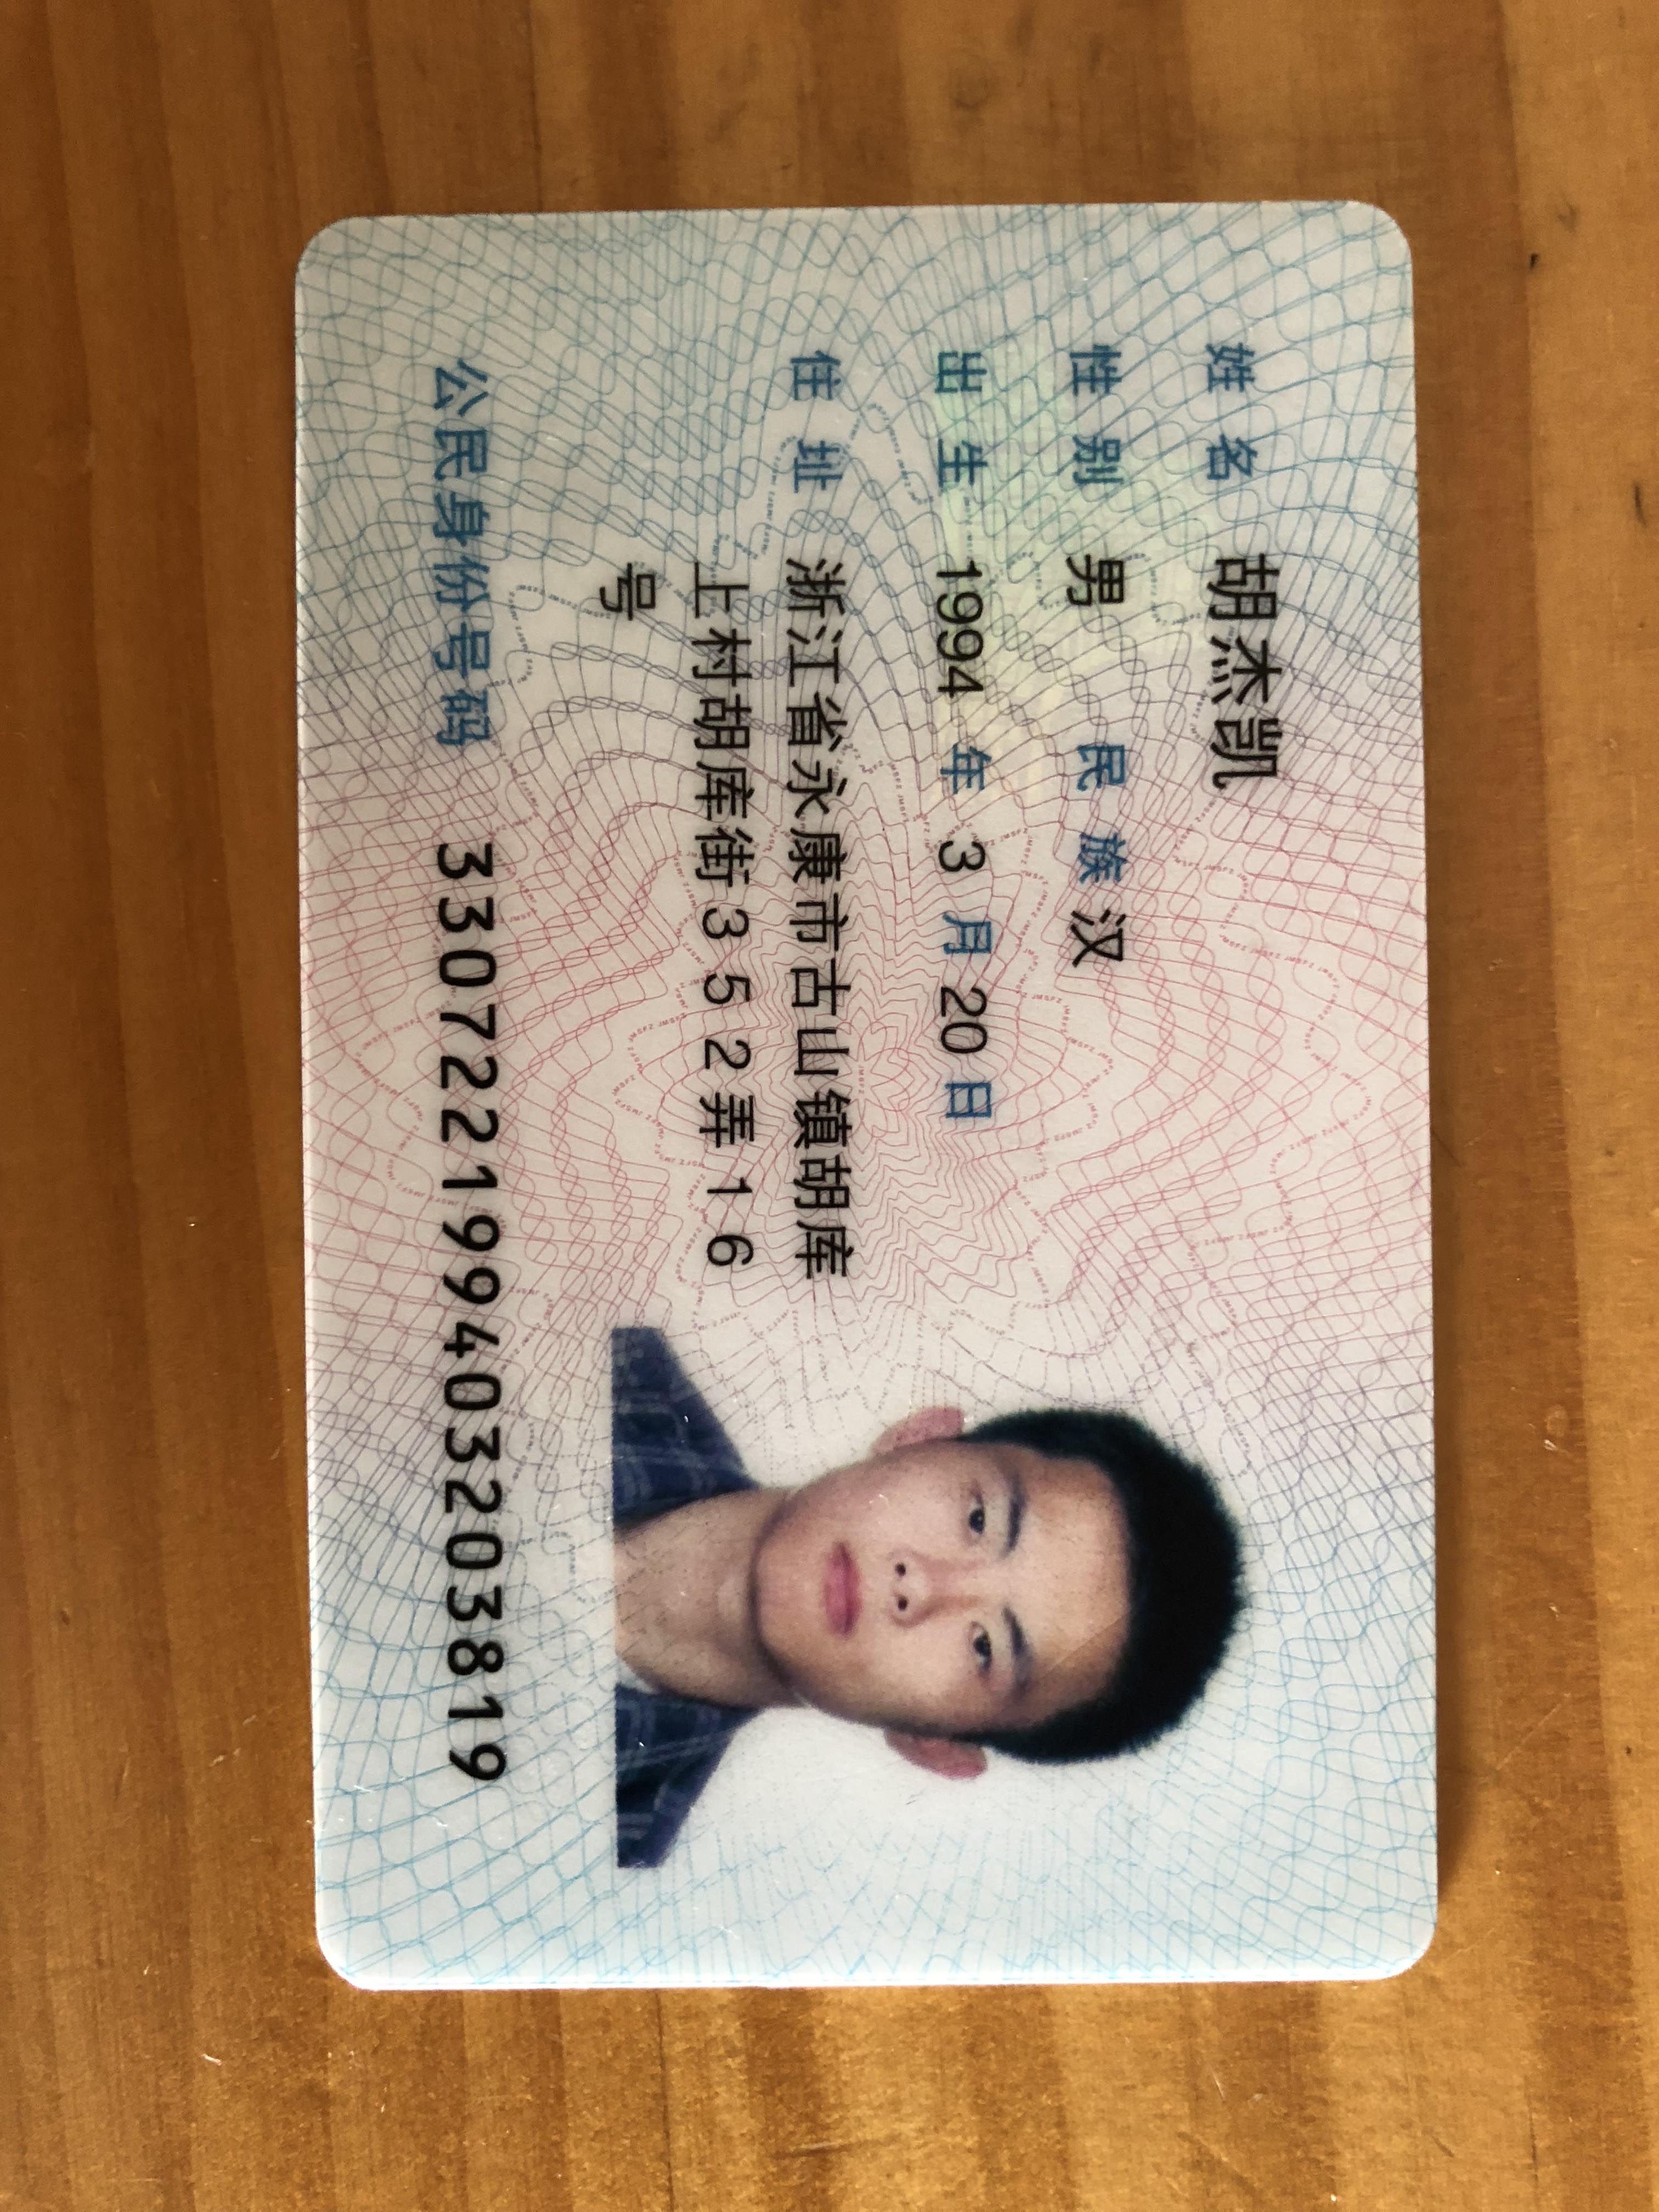 姓名 胡杰凯
性别 男 民族 汉
出生 1994 年 3 月 20 日
住址 浙江省永康市古山镇胡库
上村胡库街352弄16
号
公民身份号码 330722199403203819